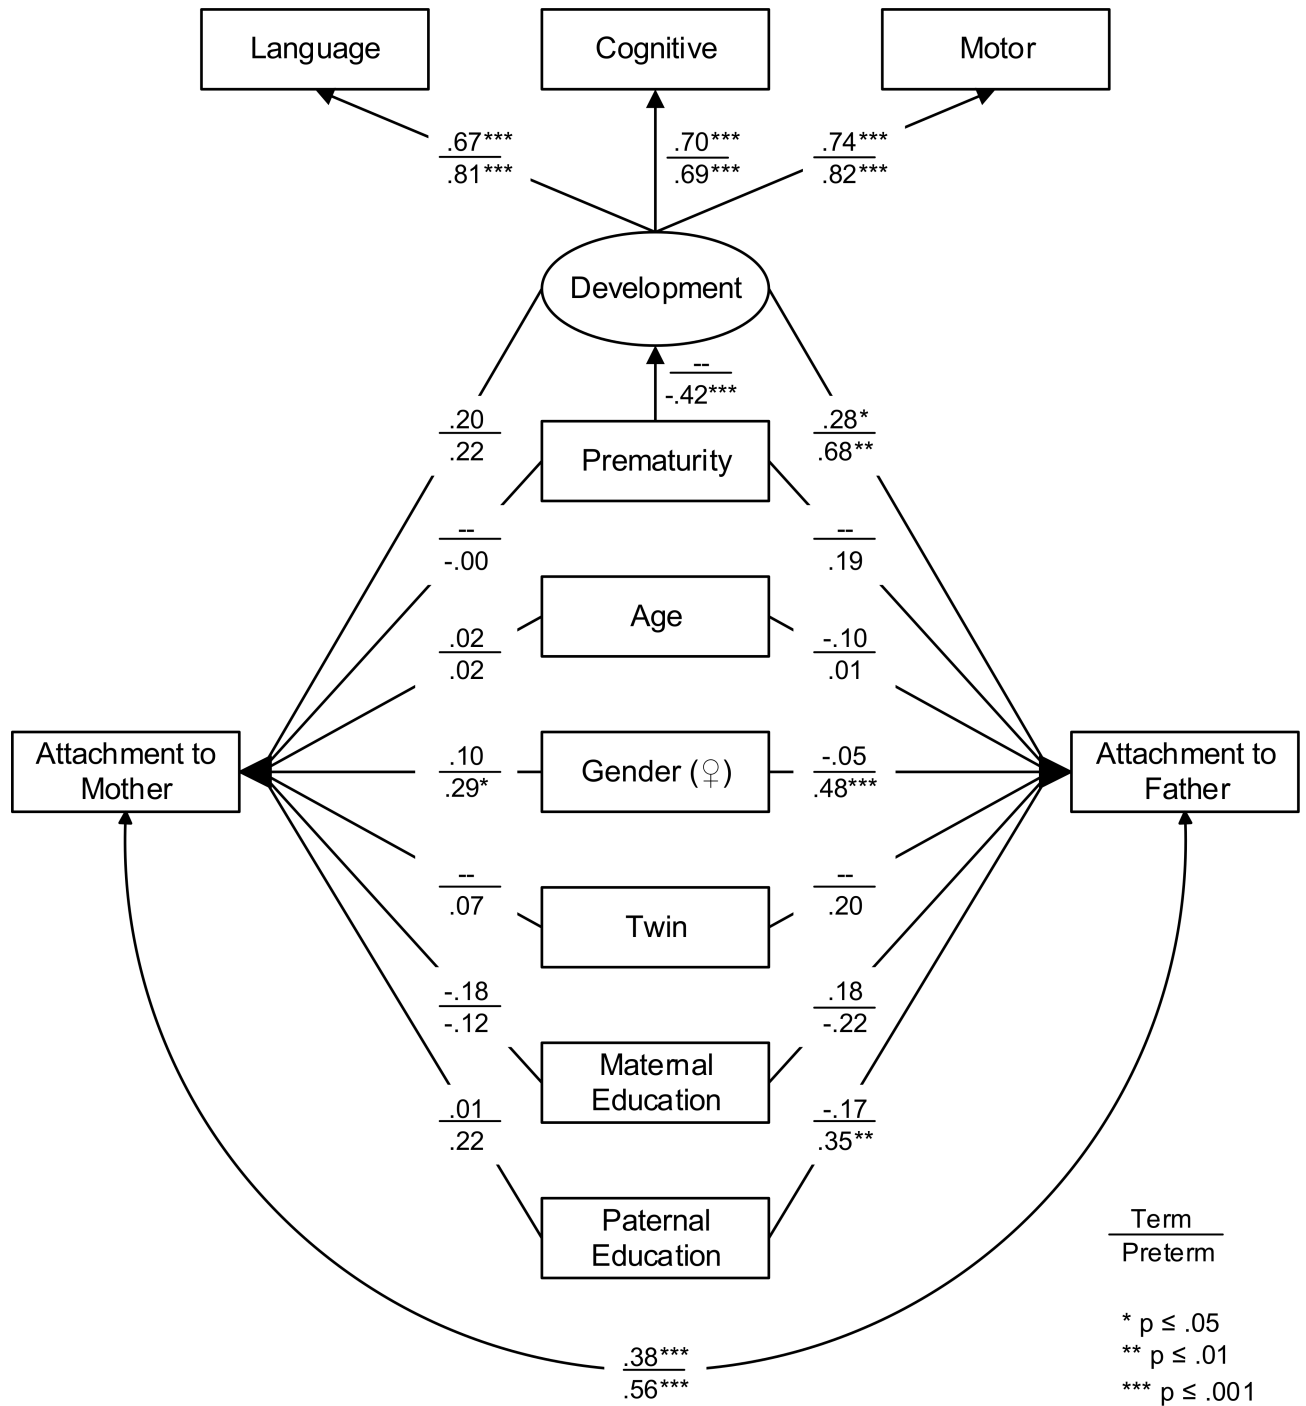 Language
Cognitive
Motor
.67***
.81***
.70***
.69***
.74***
.82***
Development
--
-.42***
.20
.22
.28*
.68**
Prematurity
--
-.00
--
.19
Age
.02
.02
-.10
.01
Attachment to
Mother
.10
.29*
Gender (♀)
-.05
.48***
Attachment to
Father
--
.07
Twin
--
.20
-.18
-.12
.18
-.22
Maternal
Education
.01
.22
-.17
.35**
Paternal
Education
Term
Preterm
* p ≤ .05
** p ≤ .01
*** p ≤ .001
.38***
.56***